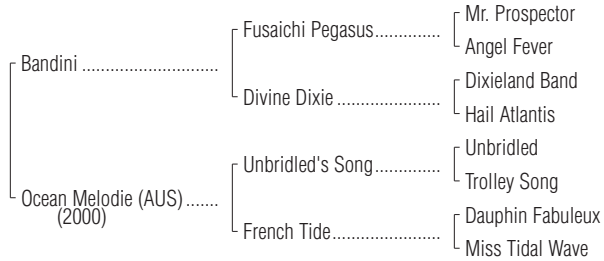 Mr. Prospector
Fusaichi Pegasus..............
Angel Fever
Bandini .............................
Dixieland Band
Divine Dixie ......................
Hail Atlantis
Unbridled
Unbridled's Song..............
Trolley Song
Ocean Melodie (AUS) .......
(2000)
Dauphin Fabuleux
French Tide.......................
Miss Tidal Wave